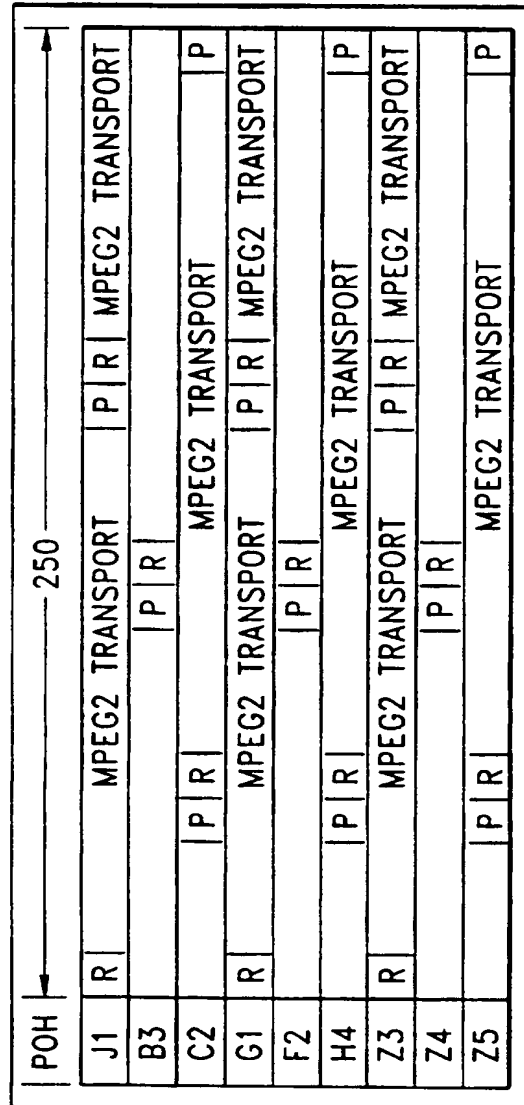 POH 250
J1 R MPEG2 TRANSPORT P R MPEG2 TRANSPORT
B3 P R
C2 P R MPEG2 TRANSPORT P
G1 R MPEG2 TRANSPORT P R MPEG2 TRANSPORT
F2 P R
H4 P R MPEG2 TRANSPORT P
Z3 R MPEG2 TRANSPORT P R MPEG2 TRANSPORT
Z4 P R
Z5 P R MPEG2 TRANSPORT P